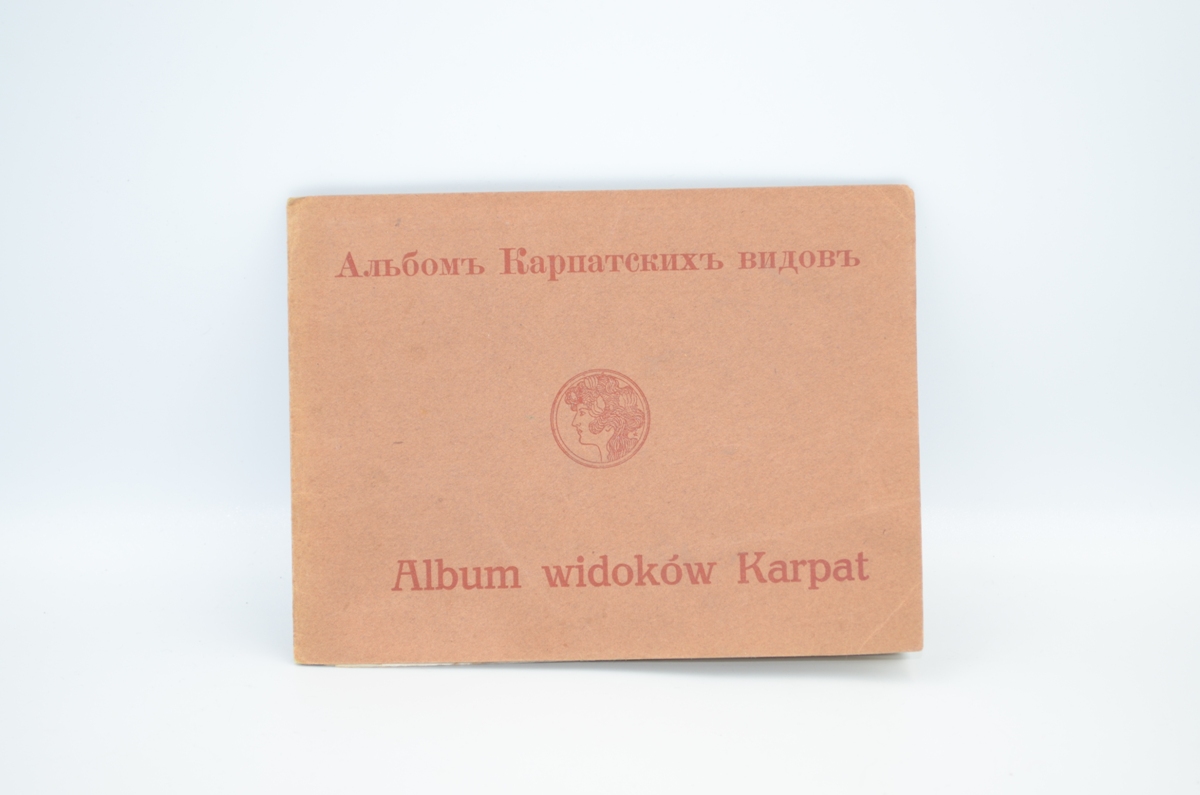 Альбомъ Карпатскихъ видовъ
Album widoków Karpat